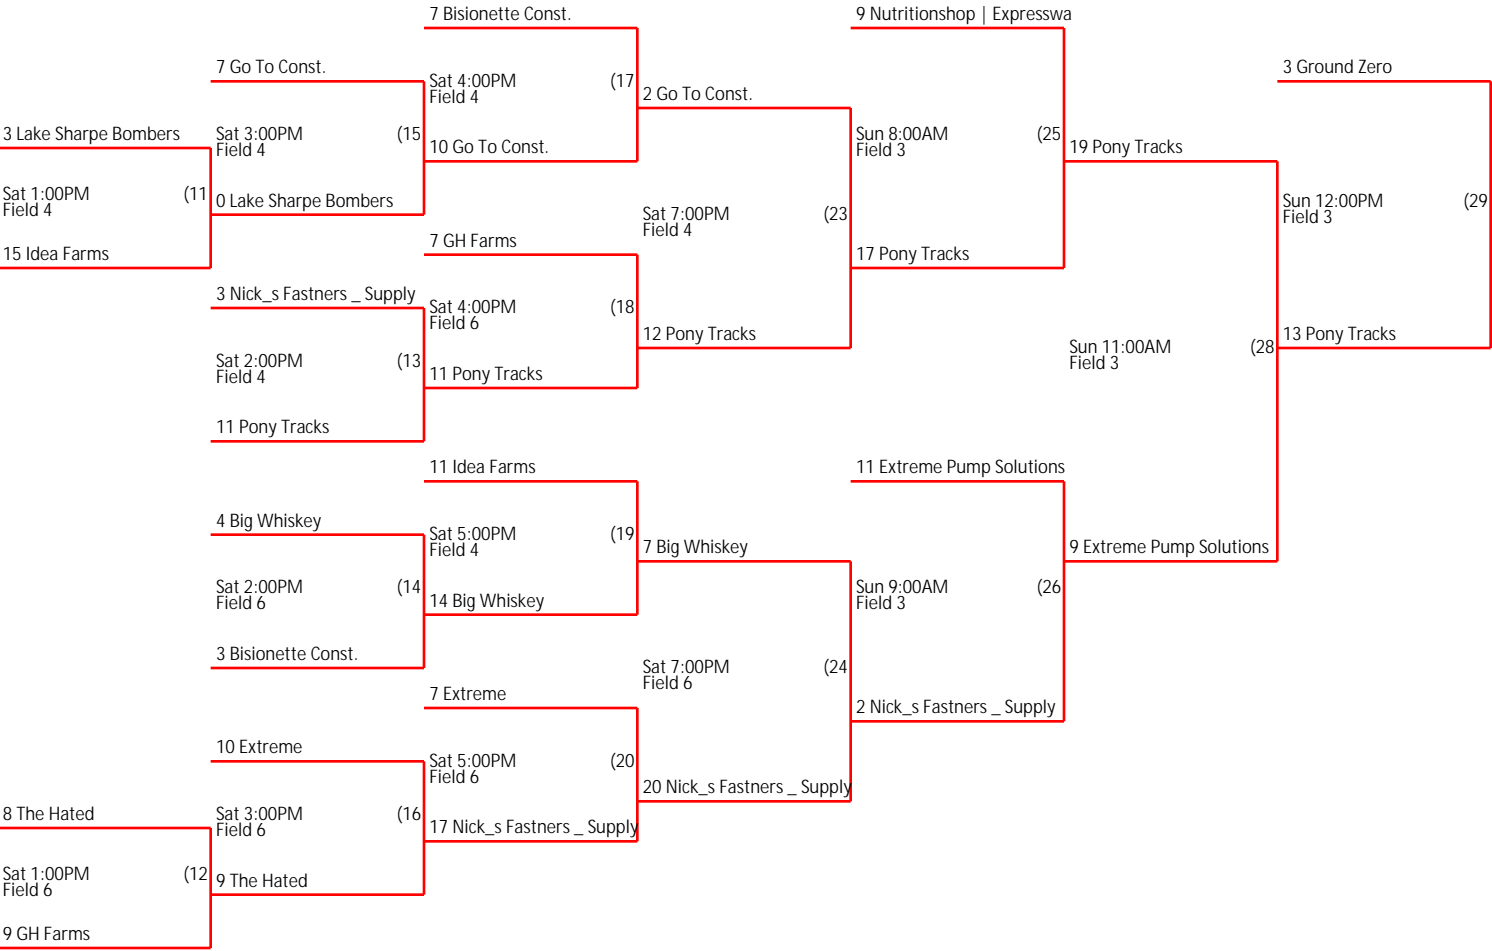 7 Bisionette Const.
9 Nutritionshop | Expresswa
7 Go To Const.
3 Ground Zero
Sat 4:00PM
Field 4
(17
2 Go To Const.
3 Lake Sharpe Bombers
Sat 3:00PM
Field 4
(15
10 Go To Const.
Sun 8:00AM
Field 3
(25
19 Pony Tracks
Sat 1:00PM
Field 4
(11
0 Lake Sharpe Bombers
Sat 7:00PM
Field 4
(23
Sun 12:00PM
Field 3
(29
15 Idea Farms
7 GH Farms
17 Pony Tracks
3 Nick_s Fastners _ Supply
Sat 4:00PM
Field 6
(18
12 Pony Tracks
13 Pony Tracks
Sat 2:00PM
Field 4
(13
11 Pony Tracks
Sun 11:00AM
Field 3
(28
11 Pony Tracks
11 Idea Farms
11 Extreme Pump Solutions
4 Big Whiskey
Sat 5:00PM
Field 4
(19
7 Big Whiskey
9 Extreme Pump Solutions
Sat 2:00PM
Field 6
(14
14 Big Whiskey
Sun 9:00AM
Field 3
(26
3 Bisionette Const.
Sat 7:00PM
Field 6
(24
7 Extreme
2 Nick_s Fastners _ Supply
10 Extreme
Sat 5:00PM
Field 6
(20
20 Nick_s Fastners _ Supply
8 The Hated
Sat 3:00PM
Field 6
(16
17 Nick_s Fastners _ Supply
Sat 1:00PM
Field 6
(12
9 The Hated
9 GH Farms